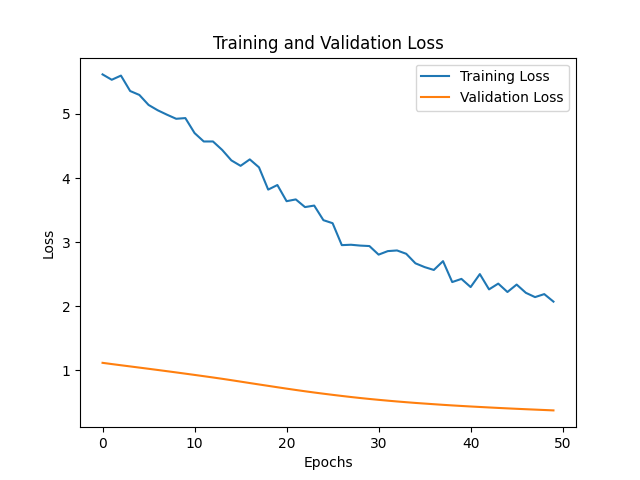 Training and Validation Loss
Training Loss
Validation Loss
5
4
3
2
1
Loss
0 10 20 30 40 50
Epochs